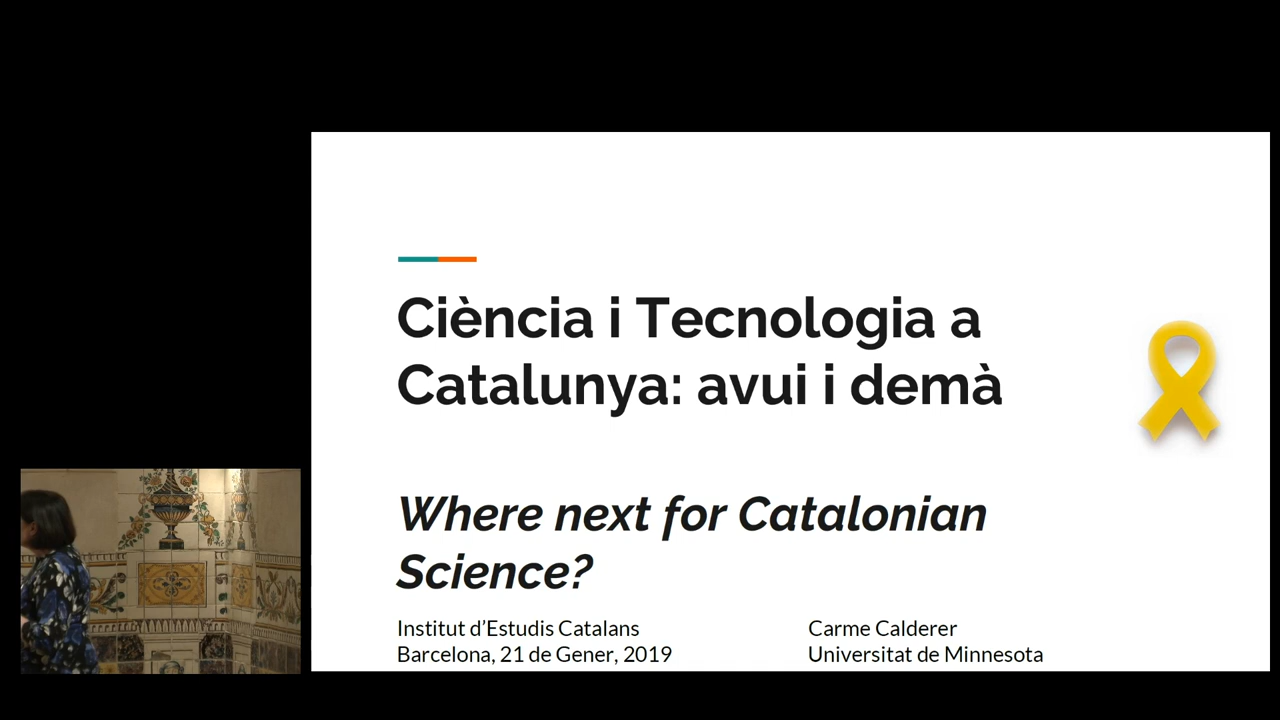 Ciència i Tecnologia a
Catalunya: avui i demà
Where next for Catalonian
Science?
Institut d’Estudis Catalans
Barcelona, 21 de Gener, 2019
Carme Calderer
Universitat de Minnesota